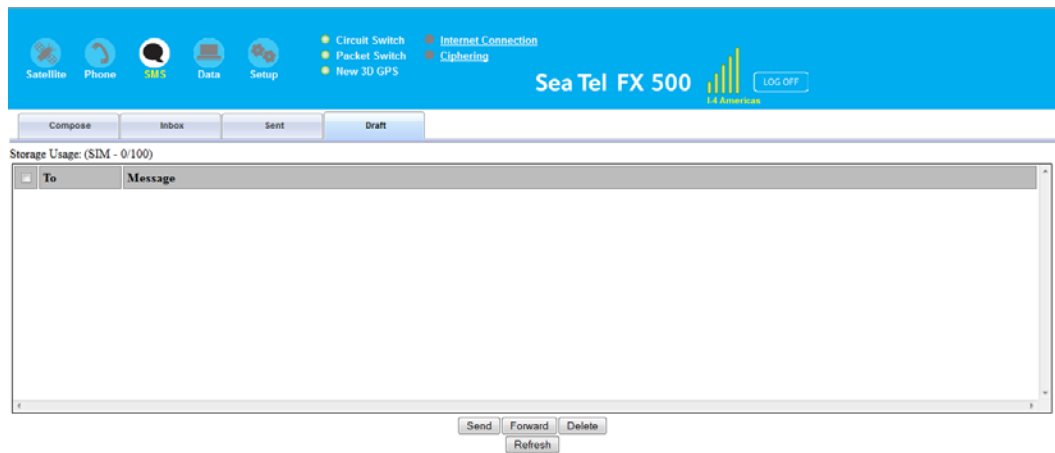 Satellite Phone SMS Data Setup
Circuit Switch Internet Connection
Packet Switch Ciphering
New 3D GPS
Sea Tel FX 500
I-4 Americas
LOG OFF
Compose Inbox Sent Draft
Storage Usage: (SIM - 0/100)
To Message
Send Forward Delete
Refresh